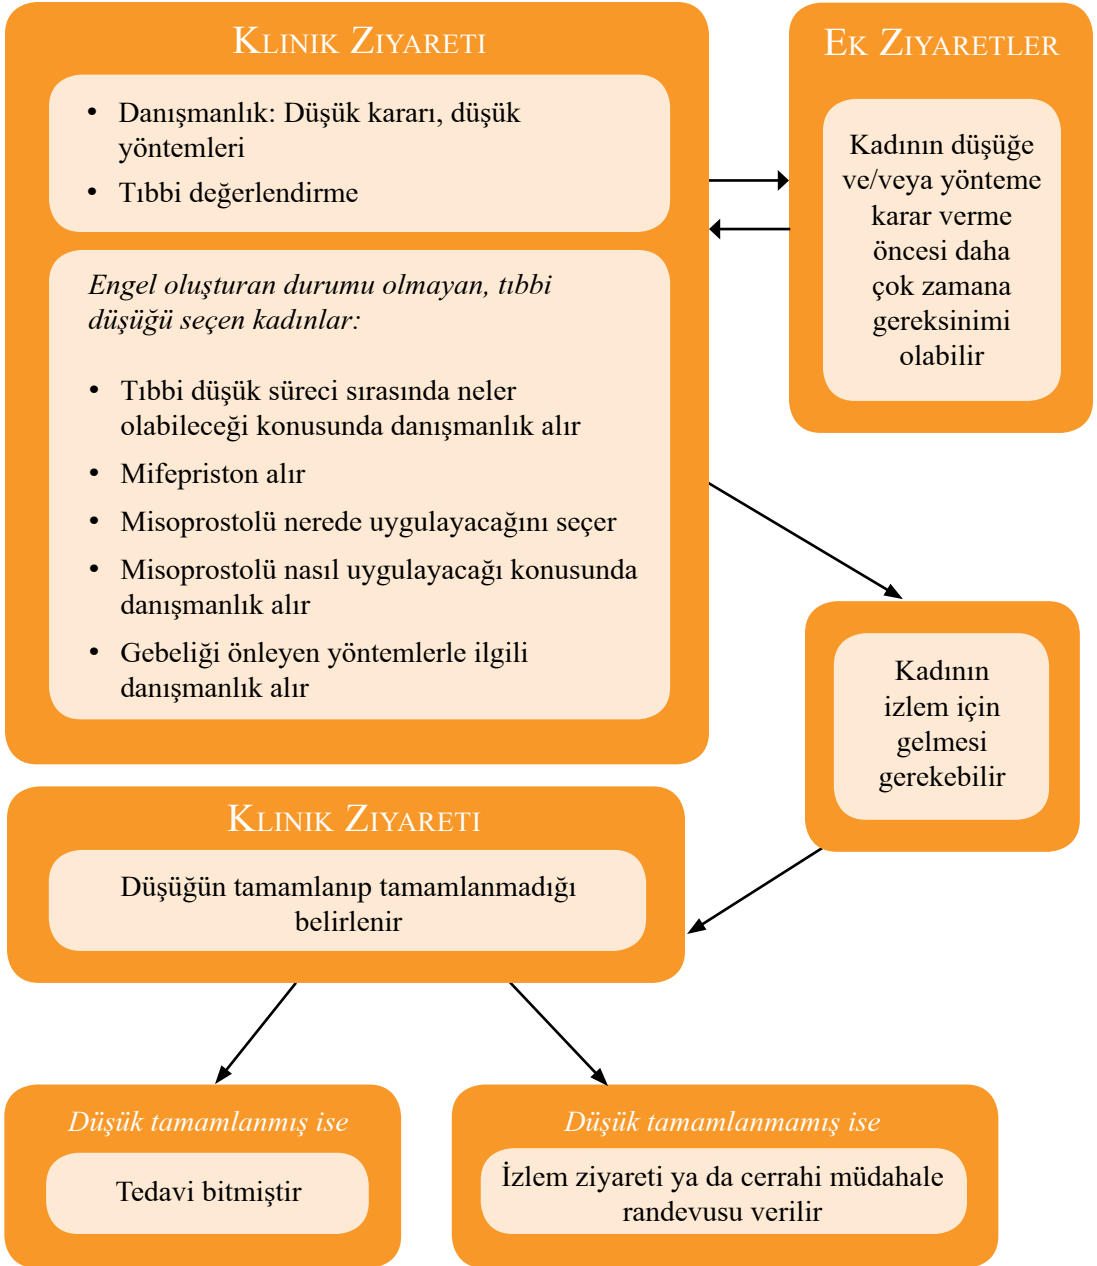 KLINIK ZIYARETI
• Danışmanlık: Düşük kararı, düşük
yöntemleri
• Tıbbi değerlendirme
Engel oluşturan durumu olmayan, tıbbi
düşüğü seçen kadınlar:
• Tıbbi düşük süreci sırasında neler
olabileceği konusunda danışmanlık alır
• Mifepriston alır
• Misoprostolü nerede uygulayacağını seçer
• Misoprostolü nasıl uygulayacağı konusunda
danışmanlık alır
• Gebeliği önleyen yöntemlerle ilgili
danışmanlık alır
EK ZIYARETLER
Kadının düşüğe
ve/veya yönteme
karar verme
öncesi daha
çok zamana
gereksinimi
olabilir
Kadının
izlem için
gelmesi
gerekebilir
KLINIK ZIYARETI
Düşüğün tamamlanıp tamamlanmadığı
belirlenir
Düşük tamamlanmış ise
Tedavi bitmiştir
Düşük tamamlanmamış ise
İzlem ziyareti ya da cerrahi müdahale
randevusu verilir